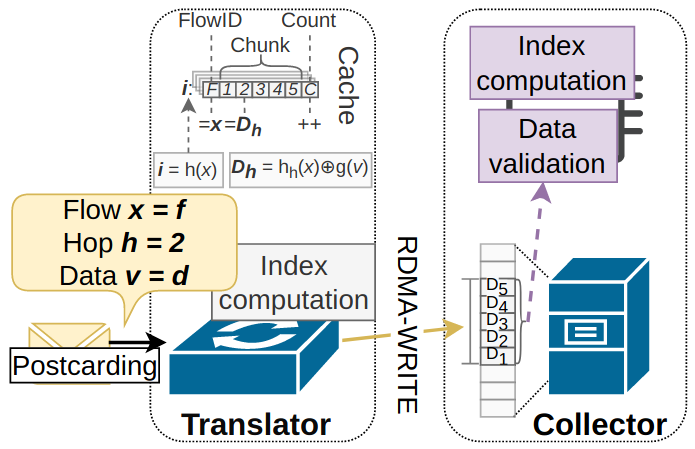 FlowID Count
Chunk
Cache
i: F 1 2 3 4 5 C
=x =Dₕ ++
i = h(x) Dₕ = hₕ(x)⊕g(v)
Flow x = f
Hop h = 2
Data v = d
Index
computation
Postcarding
Translator
RDMA-WRITE
Index
computation
Data
validation
D₅
D₄
D₃
D₂
D₁
Collector